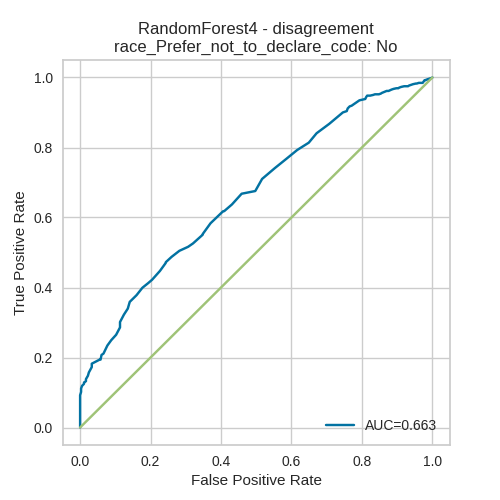 RandomForest4 - disagreement
race_Prefer_not_to_declare_code: No
1.0
0.8
0.6
0.4
0.2
0.0
True Positive Rate
0.0 0.2 0.4 0.6 0.8 1.0
False Positive Rate
AUC=0.663